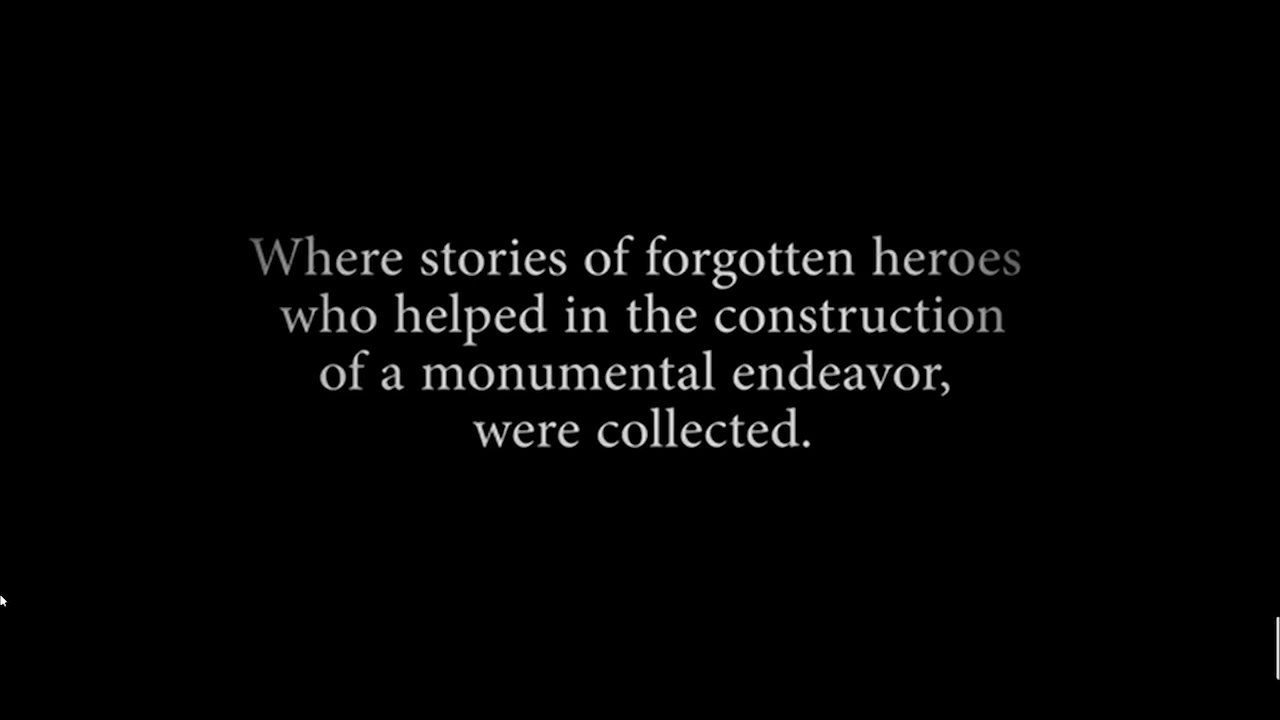 Where stories of forgotten heroes
who helped in the construction
of a monumental endeavor,
were collected.